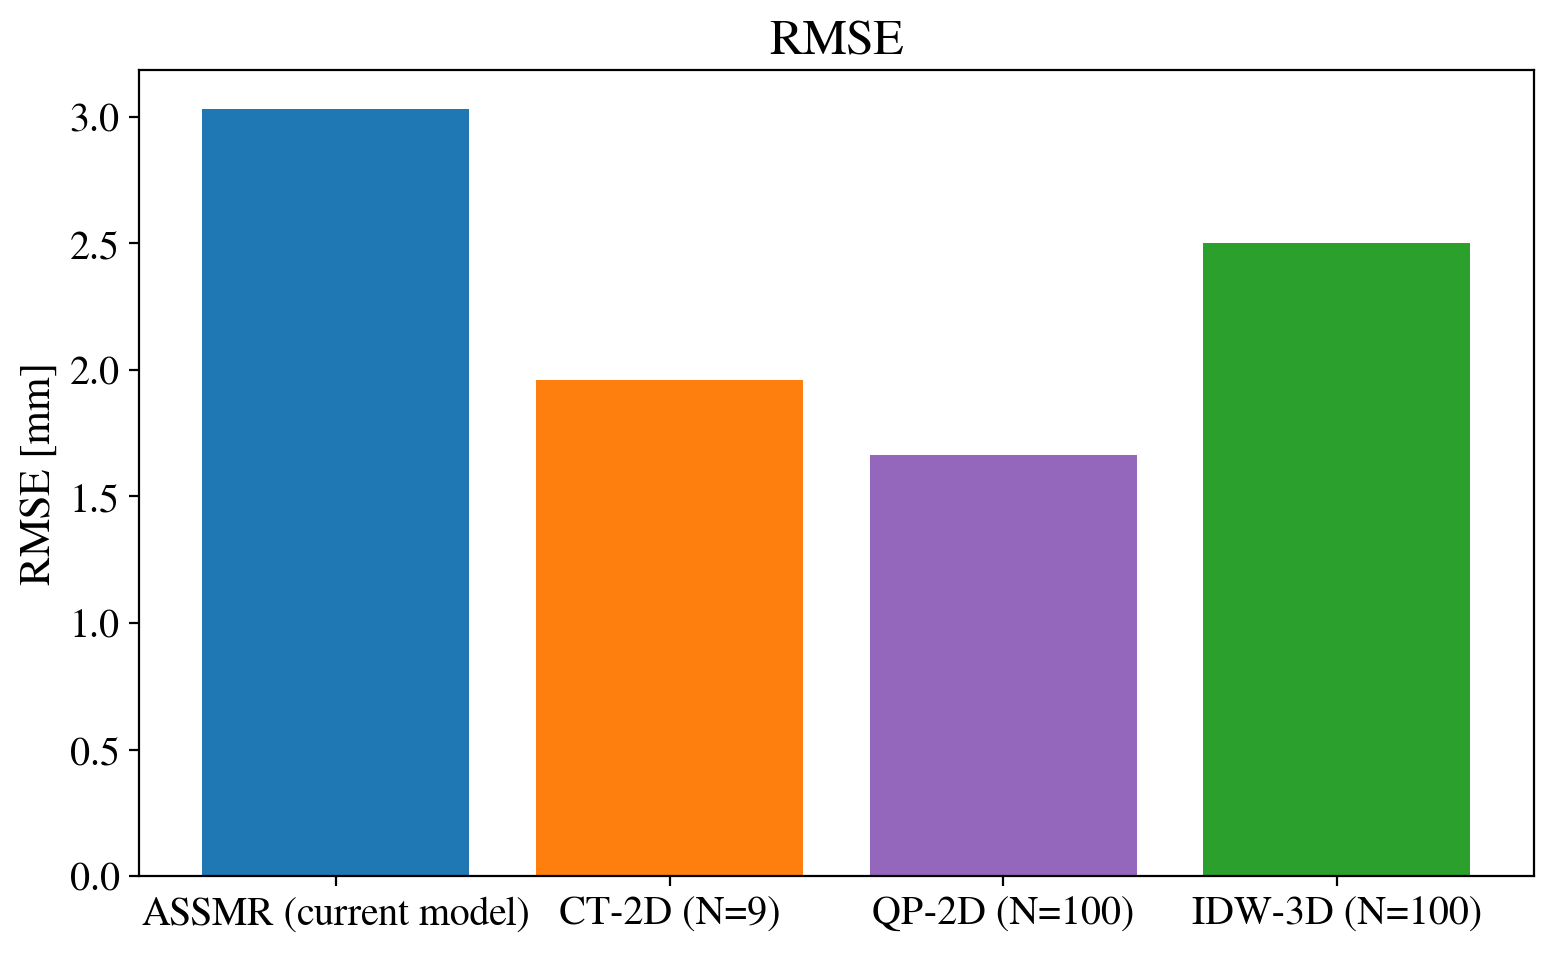 RMSE
RMSE [mm]
3.0
2.5
2.0
1.5
1.0
0.5
0.0
ASSMR (current model) CT-2D (N=9) QP-2D (N=100) IDW-3D (N=100)